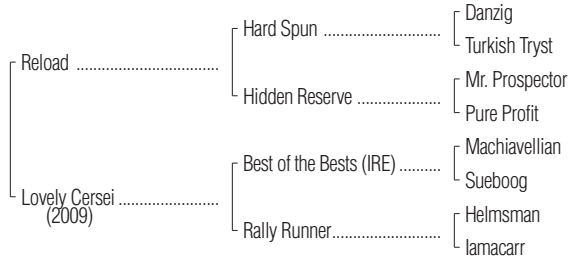 Danzig
Hard Spun ............................
Turkish Tryst
Reload ..................................
Mr. Prospector
Hidden Reserve ....................
Pure Profit
Machiavellian
Best of the Bests (IRE) ..........
Sueboog
Lovely Cersei ........................
(2009)
Helmsman
Rally Runner..........................
Iamacarr